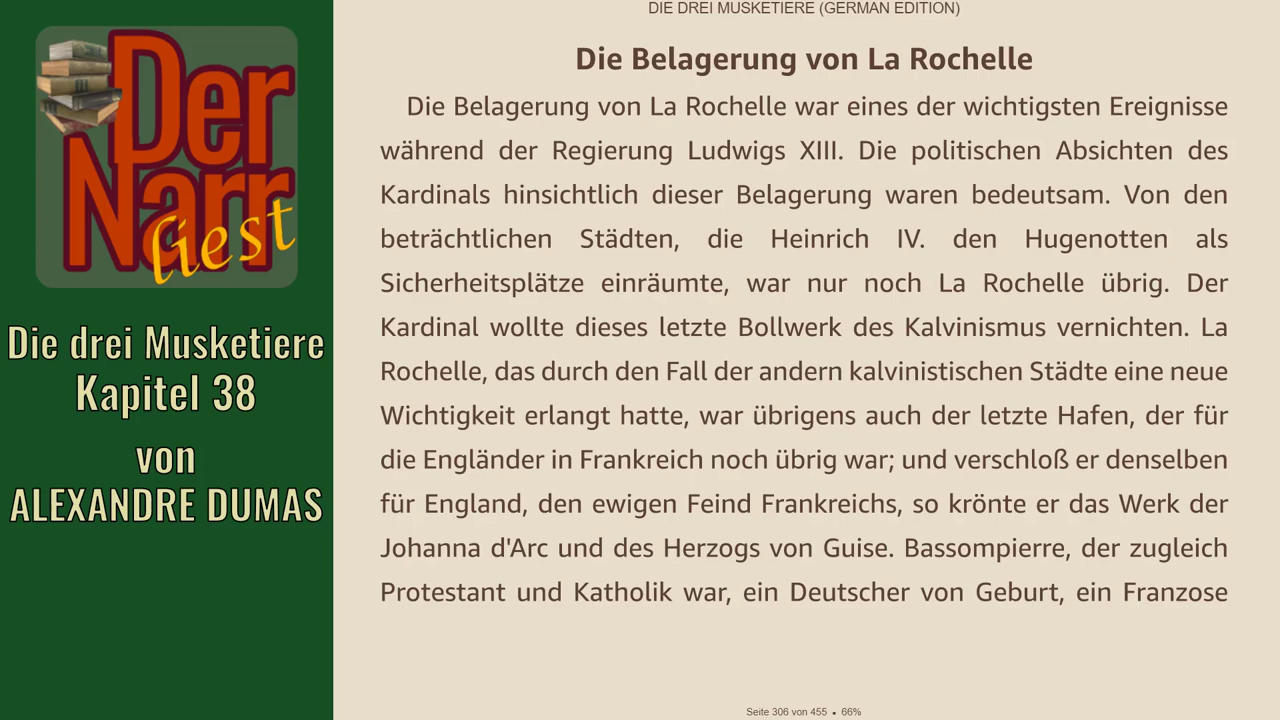 Der
Narr
liest
Die drei Musketiere
Kapitel 38
von
ALEXANDRE DUMAS
DIE DREI MUSKETIERE (GERMAN EDITION)
Die Belagerung von La Rochelle
Die Belagerung von La Rochelle war eines der wichtigsten Ereignisse
während der Regierung Ludwigs XIII. Die politischen Absichten des
Kardinals hinsichtlich dieser Belagerung waren bedeutsam. Von den
beträchtlichen Städten, die Heinrich IV. den Hugenotten als
Sicherheitsplätze einräumte, war nur noch La Rochelle übrig. Der
Kardinal wollte dieses letzte Bollwerk des Kalvinismus vernichten. La
Rochelle, das durch den Fall der andern kalvinistischen Städte eine neue
Wichtigkeit erlangt hatte, war übrigens auch der letzte Hafen, der für
die Engländer in Frankreich noch übrig war; und verschloß er denselben
für England, den ewigen Feind Frankreichs, so krönte er das Werk der
Johanna d'Arc und des Herzogs von Guise. Bassompierre, der zugleich
Protestant und Katholik war, ein Deutscher von Geburt, ein Franzose
Seite 306 von 455 • 66%